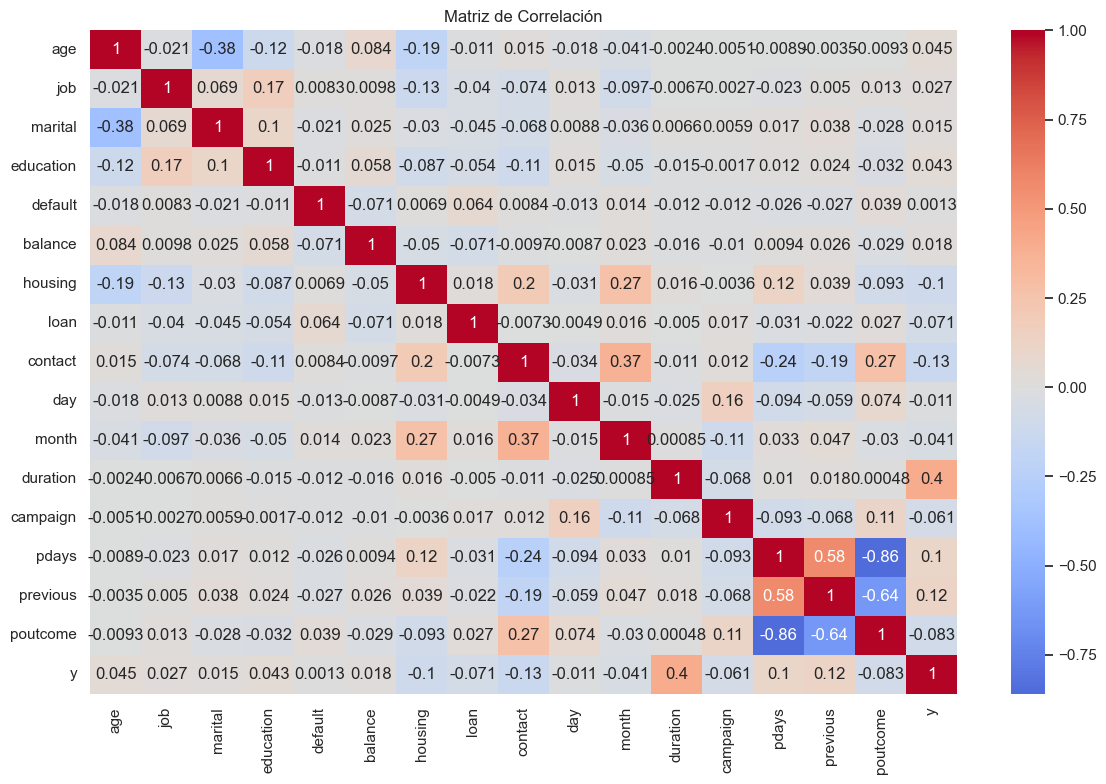 Matriz de Correlación
age 1 -0.021 -0.38 -0.12 -0.018 0.084 -0.19 -0.011 0.015 -0.018 -0.041 -0.0024 -0.0051 -0.0089 -0.0035 -0.0093 0.045
job -0.021 1 0.069 0.17 0.0083 0.0098 -0.13 -0.04 -0.074 0.013 -0.097 -0.0067 -0.0027 -0.023 0.005 0.013 0.027
marital -0.38 0.069 1 0.1 -0.021 0.025 -0.03 -0.045 -0.068 0.0088 -0.036 0.0066 0.0059 0.017 0.038 -0.028 0.015
education -0.12 0.17 0.1 1 -0.011 0.058 -0.087 -0.054 -0.11 0.015 -0.05 -0.015 -0.0017 0.012 0.024 -0.032 0.043
default -0.018 0.0083 -0.021 -0.011 1 -0.071 0.0069 0.064 0.0084 -0.013 0.014 -0.012 -0.012 -0.026 -0.027 0.039 0.0013
balance 0.084 0.0098 0.025 0.058 -0.071 1 -0.05 -0.071 -0.0097 -0.0087 0.023 -0.016 -0.01 0.0094 0.026 -0.029 0.018
housing -0.19 -0.13 -0.03 -0.087 0.0069 -0.05 1 0.018 0.2 -0.031 0.27 0.016 -0.0036 0.12 0.039 -0.093 -0.1
loan -0.011 -0.04 -0.045 -0.054 0.064 -0.071 0.018 1 -0.0073 -0.0049 0.016 -0.005 0.017 -0.031 -0.022 0.027 -0.071
contact 0.015 -0.074 -0.068 -0.11 0.0084 -0.0097 0.2 -0.0073 1 -0.034 0.37 -0.011 0.012 -0.24 -0.19 0.27 -0.13
day -0.018 0.013 0.0088 0.015 -0.013 -0.0087 -0.031 -0.0049 -0.034 1 -0.015 -0.025 0.16 -0.094 -0.059 0.074 -0.011
month -0.041 -0.097 -0.036 -0.05 0.014 0.023 0.27 0.016 0.37 -0.015 1 0.00085 -0.11 0.033 0.047 -0.03 -0.041
duration -0.0024 -0.0067 0.0066 -0.015 -0.012 -0.016 0.016 -0.005 -0.011 -0.025 0.00085 1 -0.068 0.01 0.018 0.00048 0.4
campaign -0.0051 -0.0027 0.0059 -0.0017 -0.012 -0.01 -0.0036 0.017 0.012 0.16 -0.11 -0.068 1 -0.093 -0.068 0.11 -0.061
pdays -0.0089 -0.023 0.017 0.012 -0.026 0.0094 0.12 -0.031 -0.24 -0.094 0.033 0.01 -0.093 1 0.58 -0.86 0.1
previous -0.0035 0.005 0.038 0.024 -0.027 0.026 0.039 -0.022 -0.19 -0.059 0.047 0.018 -0.068 0.58 1 -0.64 0.12
poutcome -0.0093 0.013 -0.028 -0.032 0.039 -0.029 -0.093 0.027 0.27 0.074 -0.03 0.00048 0.11 -0.86 -0.64 1 -0.083
y 0.045 0.027 0.015 0.043 0.0013 0.018 -0.1 -0.071 -0.13 -0.011 -0.041 0.4 -0.061 0.1 0.12 -0.083 1
age job marital education default balance housing loan contact day month duration campaign pdays previous poutcome y
1.00
0.75
0.50
0.25
0.00
−0.25
−0.50
−0.75